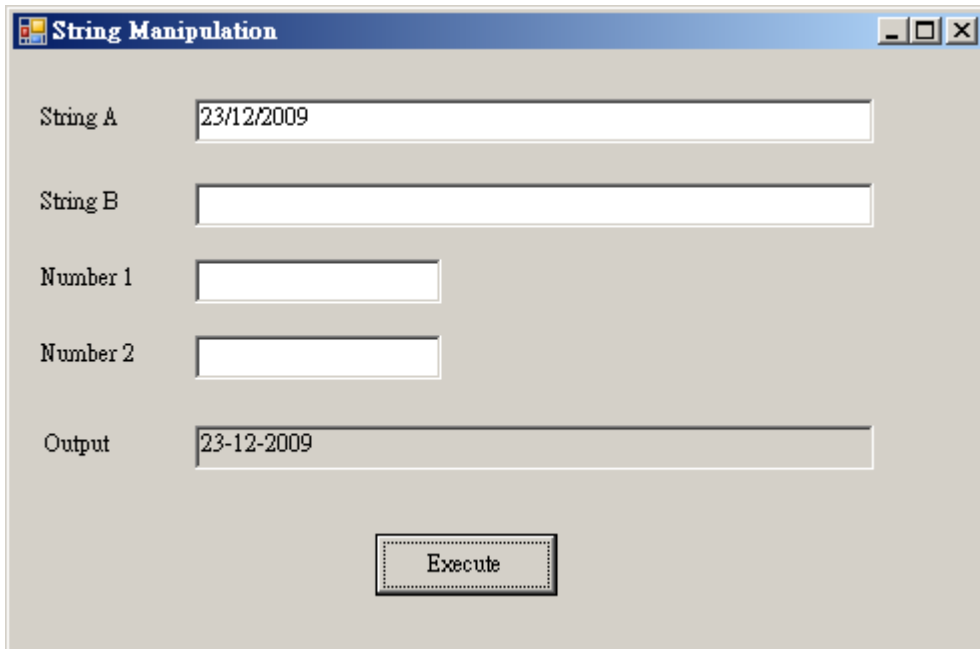 String Manipulation
String A 23/12/2009
String B
Number 1
Number 2
Output 23-12-2009
Execute